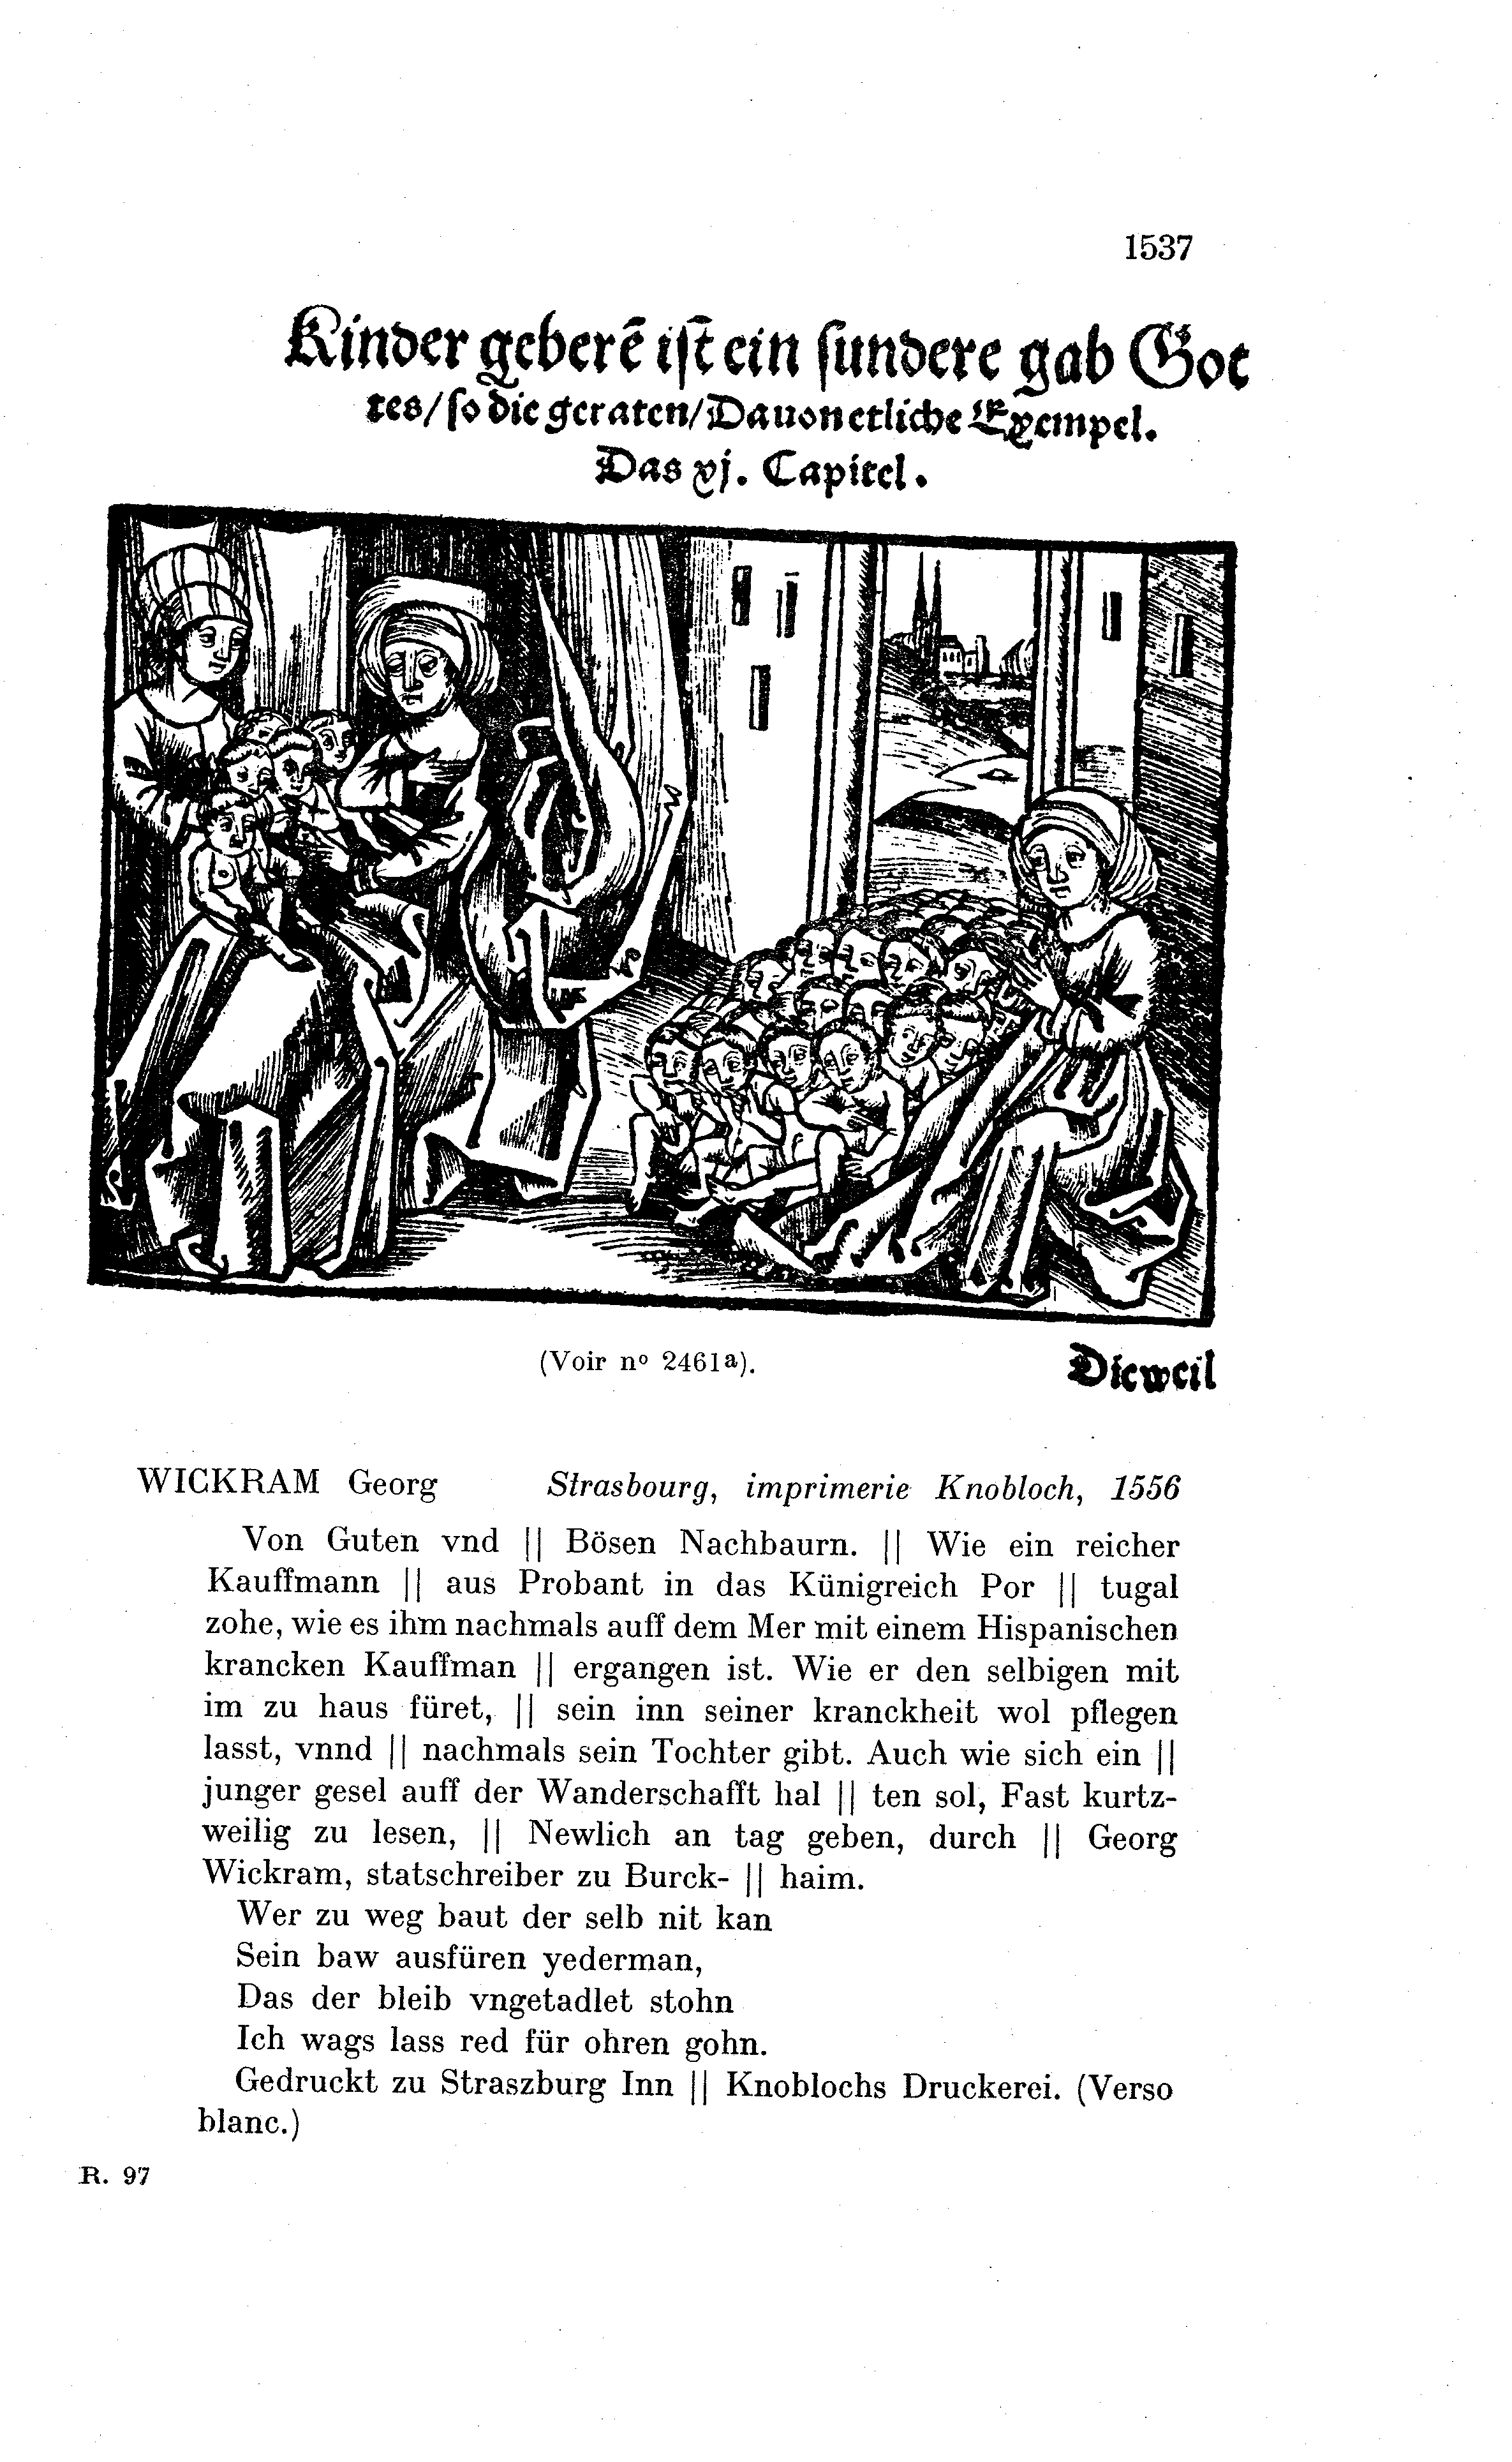 1537
Kinder geberē ist ein sundere gab Got
tes/so die geraten/Dauon etliche Exempel.
Das xj. Capitel.
(Voir nº 2461a).
Dieweil
WICKRAM Georg Strasbourg, imprimerie Knobloch, 1556
Von Guten vnd || Bösen Nachbaurn. || Wie ein reicher
Kauffmann || aus Probant in das Künigreich Por || tugal
zohe, wie es ihm nachmals auff dem Mer mit einem Hispanischen
krancken Kauffman || ergangen ist. Wie er den selbigen mit
im zu haus füret, || sein inn seiner kranckheit wol pflegen
lasst, vnnd || nachmals sein Tochter gibt. Auch wie sich ein ||
junger gesel auff der Wanderschafft hal || ten sol, Fast kurtz-
weilig zu lesen, || Newlich an tag geben, durch || Georg
Wickram, statschreiber zu Burck- || haim.
Wer zu weg baut der selb nit kan
Sein baw ausfüren yederman,
Das der bleib vngetadlet stohn
Ich wags lass red für ohren gohn.
Gedruckt zu Straszburg Inn || Knoblochs Druckerei. (Verso
blanc.)
R. 97